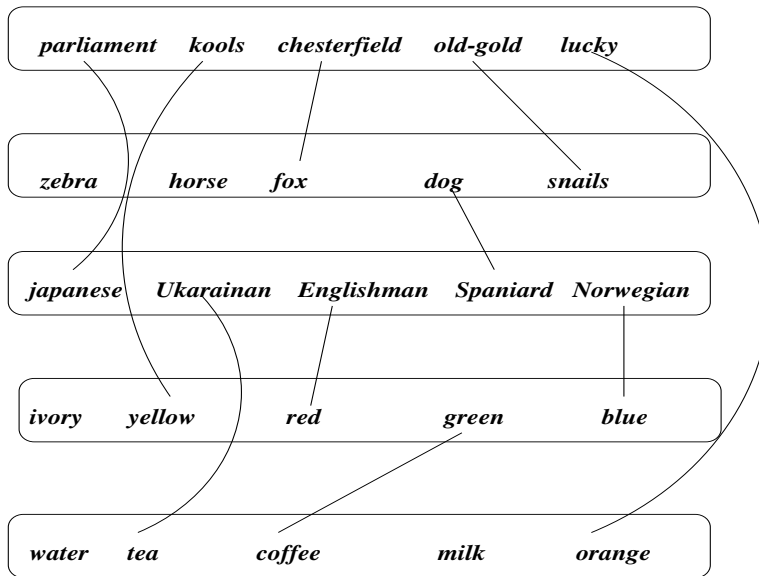 parliament kools chesterfield old-gold lucky
zebra horse fox dog snails
japanese Ukarainan Englishman Spaniard Norwegian
ivory yellow red green blue
water tea coffee milk orange